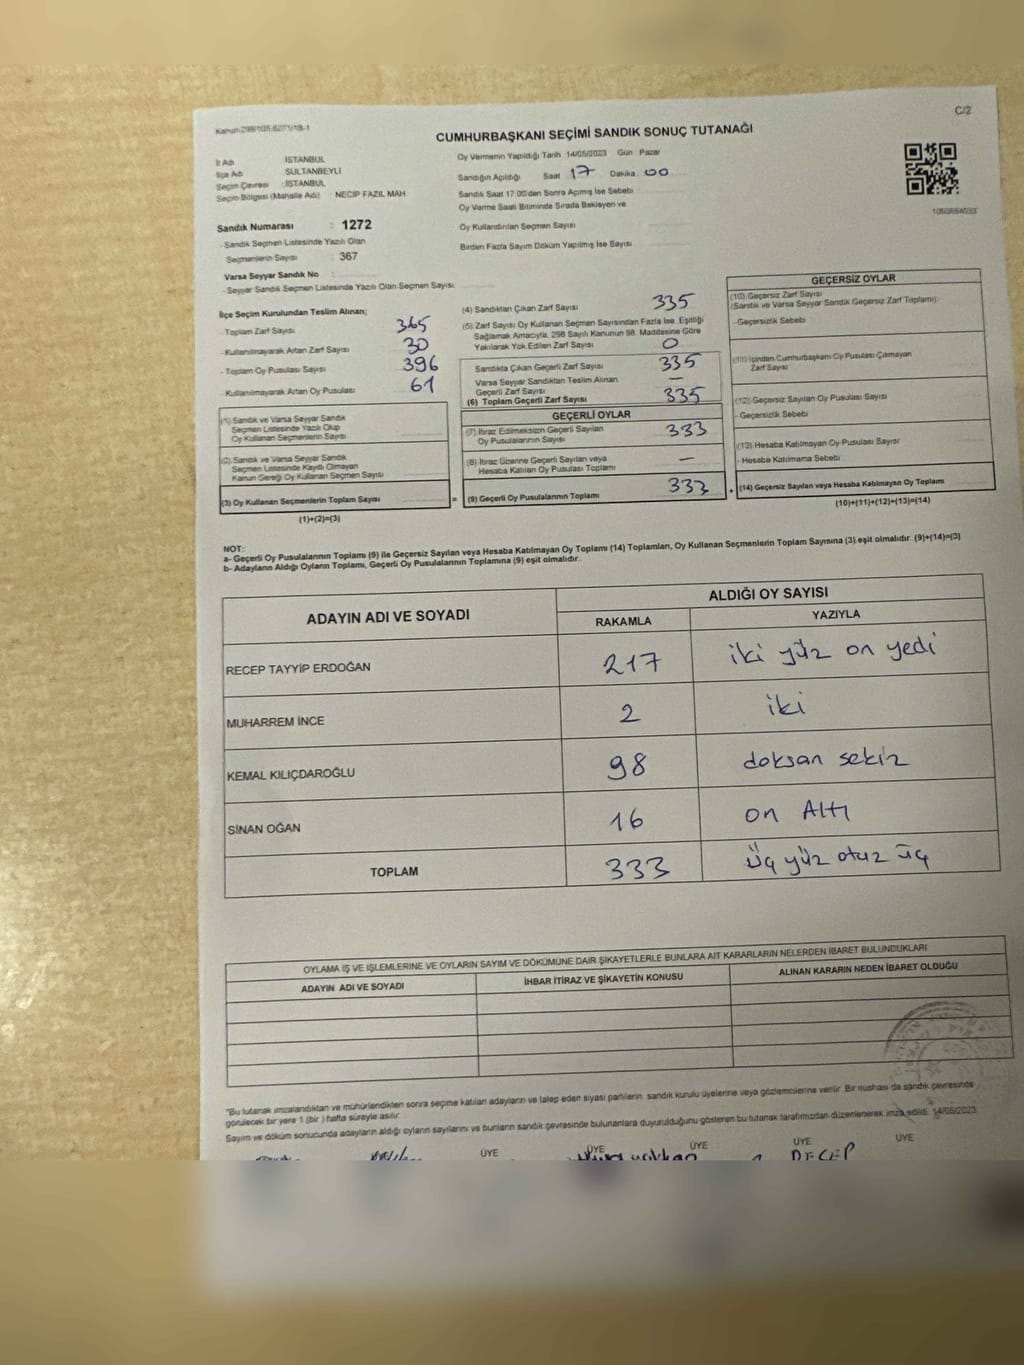 C/2
CUMHURBAŞKANI SEÇİMİ SANDIK SONUÇ TUTANAĞI
İl Adı İSTANBUL
İlçe Adı SULTANBEYLİ
Seçim Çevresi : İSTANBUL
Seçim Bölgesi (Mahalle Adı) NECİP FAZIL MAH.
Oy Vermenin Yapıldığı Tarih 14/05/2023 Gün Pazar
Sandığın Açıldığı Saat 17 Dakika 00
Sandık Saat 17:00'den Sonra Açmış İse Sebebi
Oy Verme Saati Bitiminde Sırada Bekleyen ve
Oy Kullandırılan Seçmen Sayısı
Birden Fazla Sayım Döküm Yapılmış İse Sayısı
Sandık Numarası : 1272
- Sandık Seçmen Listesinde Yazılı Olan
Seçmenlerin Sayısı : 367
Varsa Seyyar Sandık No :
- Seyyar Sandık Seçmen Listesinde Yazılı Olan Seçmen Sayısı:
İlçe Seçim Kurulundan Teslim Alınan;
- Toplam Zarf Sayısı 365
- Kullanılmayarak Artan Zarf Sayısı 30
- Toplam Oy Pusulası Sayısı 396
Kullanılmayarak Artan Oy Pusulası 61
(1) Sandık ve Varsa Seyyar Sandık
Seçmen Listesinde Yazılı Olup
Oy Kullanan Seçmenlerin Sayısı
(2) Sandık ve Varsa Seyyar Sandık
Seçmen Listesinde Kayıtlı Olmayan
Kanun Gereği Oy Kullanan Seçmen Sayısı
(3) Oy Kullanan Seçmenlerin Toplam Sayısı
(1)+(2)=(3)
(4) Sandıktan Çıkan Zarf Sayısı 335
(5) Zarf Sayısı Oy Kullanan Seçmen Sayısından Fazla İse, Eşitliği
Sağlamak Amacıyla, 298 Sayılı Kanunun 98. Maddesine Göre
Yakılarak Yok Edilen Zarf Sayısı 0
Sandıkta Çıkan Geçerli Zarf Sayısı 335
Varsa Seyyar Sandıktan Teslim Alınan
Geçerli Zarf Sayısı —
(6) Toplam Geçerli Zarf Sayısı 335
GEÇERLİ OYLAR
(7) İtiraz Edilmeksizin Geçerli Sayılan
Oy Pusulalarının Sayısı 333
(8) İtiraz Üzerine Geçerli Sayılan veya
Hesaba Katılan Oy Pusulası Toplamı —
= (9) Geçerli Oy Pusulalarının Toplamı 333
GEÇERSİZ OYLAR
(10) Geçersiz Zarf Sayısı
(Sandık ve Varsa Seyyar Sandık Geçersiz Zarf Toplamı)
- Geçersizlik Sebebi
(11) İçinden Cumhurbaşkanı Oy Pusulası Çıkmayan
Zarf Sayısı
(12) Geçersiz Sayılan Oy Pusulası Sayısı
- Geçersizlik Sebebi
(13) Hesaba Katılmayan Oy Pusulası Sayısı
- Hesaba Katılmama Sebebi
+ (14) Geçersiz Sayılan veya Hesaba Katılmayan Oy Toplamı
(10)+(11)+(12)+(13)=(14)
NOT:
a- Geçerli Oy Pusulalarının Toplamı (9) ile Geçersiz Sayılan veya Hesaba Katılmayan Oy Toplamı (14) Toplamları, Oy Kullanan Seçmenlerin Toplam Sayısına (3) eşit olmalıdır. (9)+(14)=(3)
b- Adayların Aldığı Oyların Toplamı, Geçerli Oy Pusulalarının Toplamına (9) eşit olmalıdır.
ADAYIN ADI VE SOYADI ALDIĞI OY SAYISI
RAKAMLA YAZIYLA
RECEP TAYYİP ERDOĞAN 217 iki yüz on yedi
MUHARREM İNCE 2 iki
KEMAL KILIÇDAROĞLU 98 doksan sekiz
SİNAN OĞAN 16 on Altı
TOPLAM 333 üç yüz otuz üç
OYLAMA İŞ VE İŞLEMLERİNE VE OYLARIN SAYIM VE DÖKÜMÜNE DAİR ŞİKAYETLERLE BUNLARA AİT KARARLARIN NELERDEN İBARET BULUNDUKLARI
ADAYIN ADI VE SOYADI İHBAR İTİRAZ VE ŞİKAYETİN KONUSU ALINAN KARARIN NEDEN İBARET OLDUĞU
*Bu tutanak imzalandıktan ve mühürlendikten sonra seçime katılan adayların ve talep eden siyasi partilerin sandık kurulu üyelerine veya gözlemcilerine verilir. Bir nüshası da sandık çevresinde
görülecek bir yere 1 (bir) hafta süreyle asılır.
Sayım ve döküm sonucunda adayların aldığı oyların sayılarını ve bunların sandık çevresinde bulunanlara duyurulduğunu gösteren bu tutanak tarafımızdan düzenlenerek imza edildi. 14/05/2023
ÜYE ÜYE ÜYE ÜYE ÜYE
RECEP